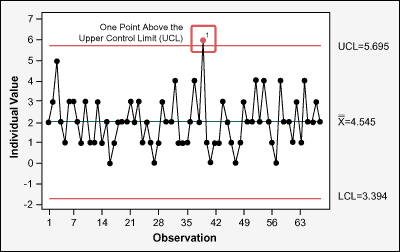 One Point Above the
Upper Control Limit (UCL)
1
Individual Value
7
6
5
4
3
2
1
0
-1
-2
UCL=5.695
X=4.545
LCL=3.394
1 7 14 21 28 35 42 49 56 63
Observation